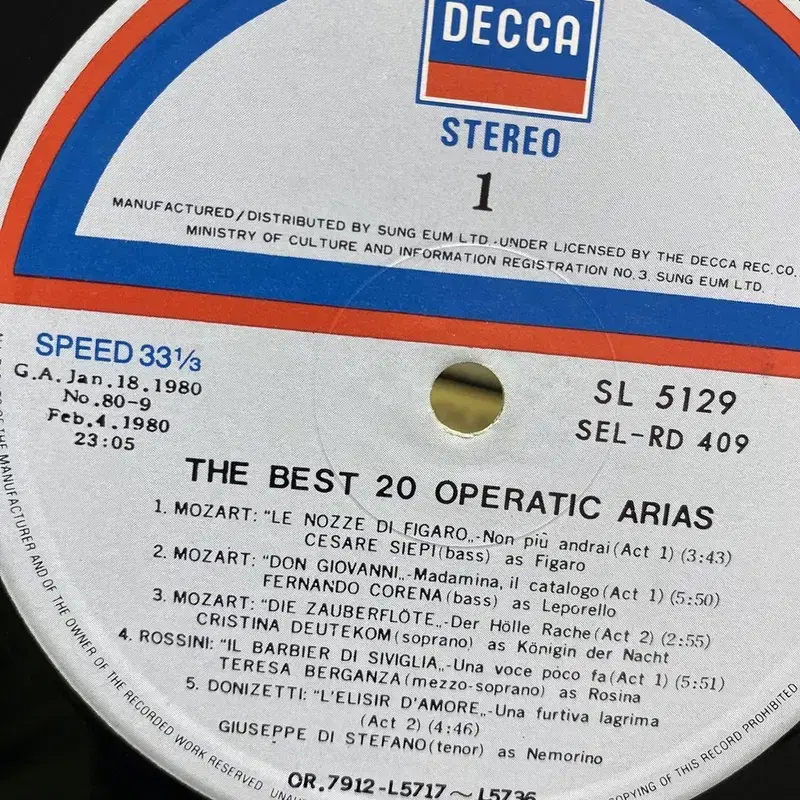 DECCA
STEREO
1
MANUFACTURED/DISTRIBUTED BY SUNG EUM LTD.·UNDER LICENSED BY THE DECCA REC.CO.
MINISTRY OF CULTURE AND INFORMATION REGISTRATION NO.3. SUNG EUM LTD.
SPEED 33⅓
G.A.Jan.18.1980
No.80-9
Feb.4.1980
23:05
SL 5129
SEL-RD 409
THE BEST 20 OPERATIC ARIAS
1. MOZART: "LE NOZZE DI FIGARO„-Non più andrai(Act 1)(3:43)
CESARE SIEPI(bass) as Figaro
2. MOZART: "DON GIOVANNI„-Madamina, il catalogo(Act 1)(5:50)
FERNANDO CORENA(bass) as Leporello
3. MOZART: "DIE ZAUBERFLÖTE„-Der Hölle Rache(Act 2)(2:55)
CRISTINA DEUTEKOM(soprano) as Königin der Nacht
4. ROSSINI: "IL BARBIER DI SIVIGLIA„-Una voce pòco fa(Act 1)(5:51)
TERESA BERGANZA(mezzo-soprano) as Rosina
5. DONIZETTI: "L'ELISIR D'AMORE„-Una furtiva lagrima
(Act 2)(4:46)
GIUSEPPE DI STEFANO(tenor) as Nemorino
OR.7912-L5717~L5736
OF THE MANUFACTURER AND OF THE OWNER OF THE RECORDED WORK RESERVED
COPYING OF THIS RECORD PROHIBITED